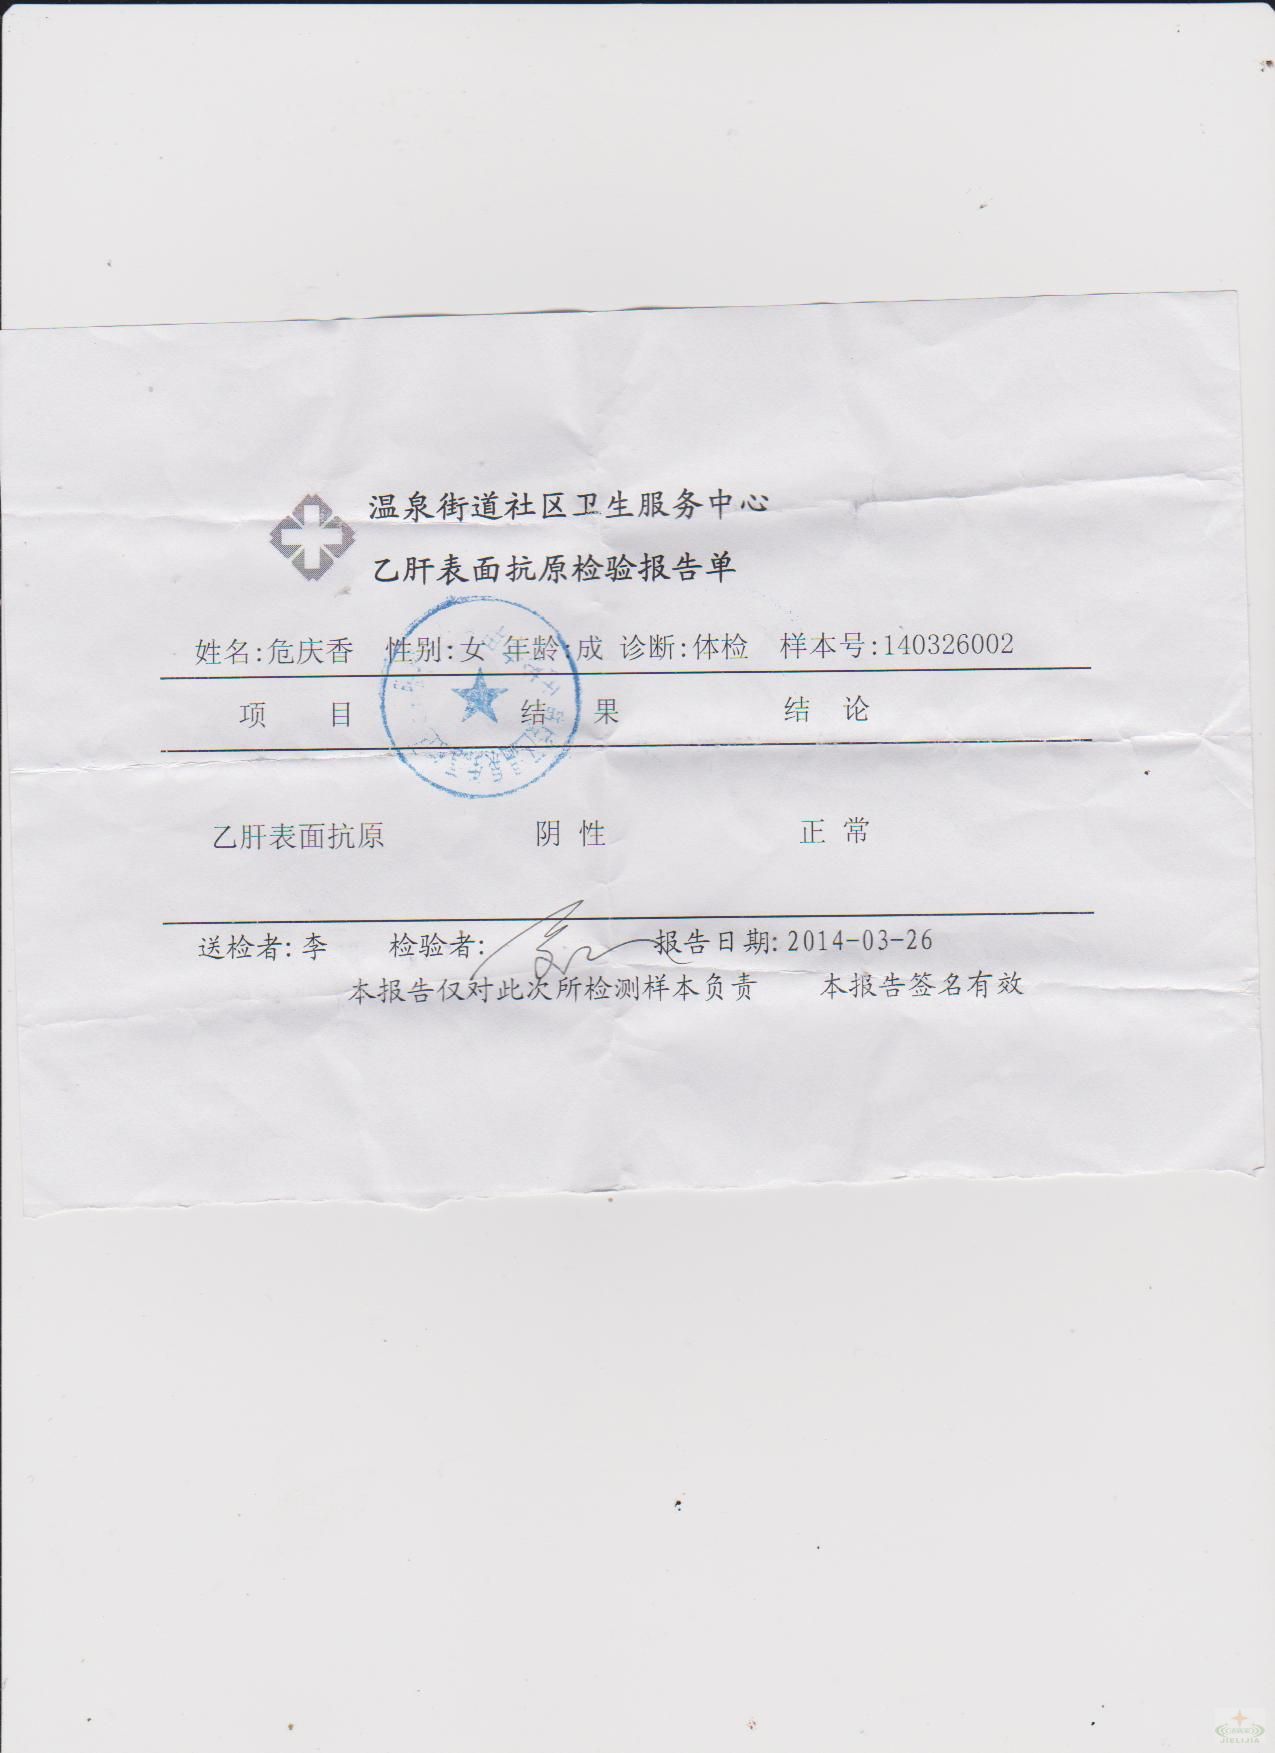 温泉街道社区卫生服务中心
乙肝表面抗原检验报告单
姓名:危庆香 性别:女 年龄:成 诊断:体检 样本号:140326002
项 目 结 果 结 论
乙肝表面抗原 阴 性 正 常
送检者:李 检验者: 报告日期:2014-03-26
本报告仅对此次所检测样本负责 本报告签名有效
JIELIJIA